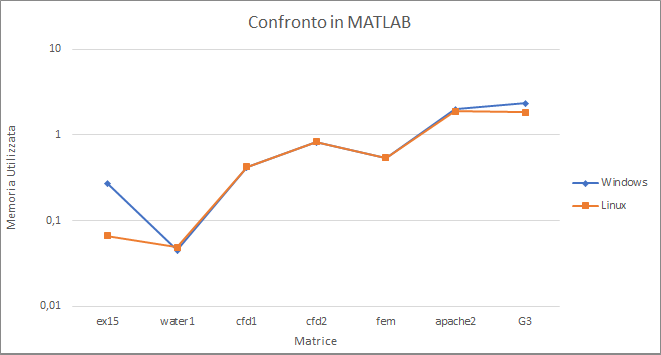 Confronto in MATLAB
10
1
0,1
0,01
Memoria Utilizzata
ex15 water1 cfd1 cfd2 fem apache2 G3
Matrice
Windows
Linux